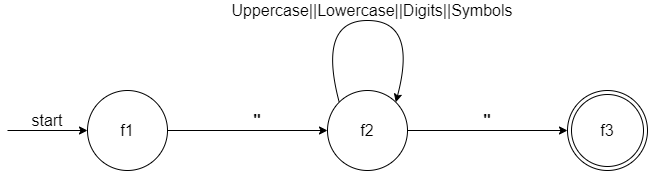 Uppercase||Lowercase||Digits||Symbols
start
f1
"
f2
"
f3